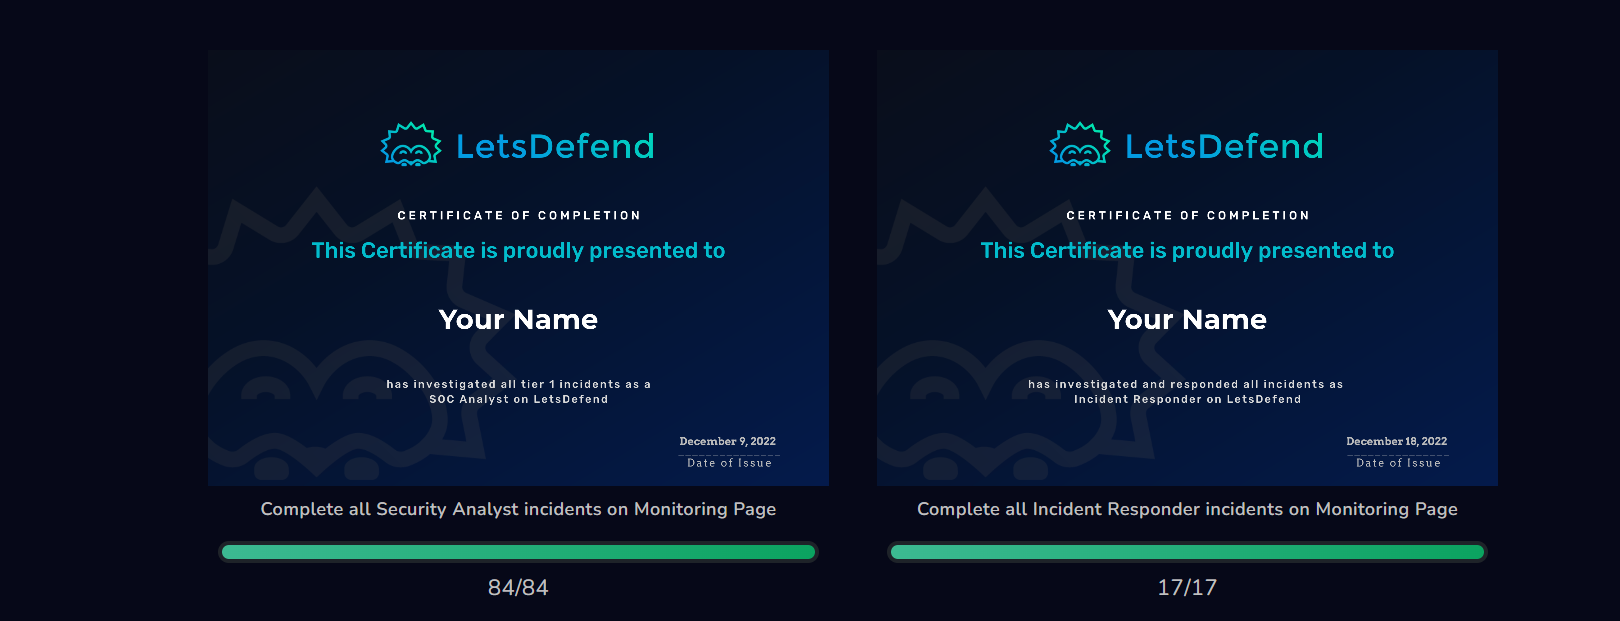 LetsDefend
CERTIFICATE OF COMPLETION
This Certificate is proudly presented to
Your Name
has investigated all tier 1 incidents as a
SOC Analyst on LetsDefend
December 9, 2022
Date of Issue
Complete all Security Analyst incidents on Monitoring Page
84/84
LetsDefend
CERTIFICATE OF COMPLETION
This Certificate is proudly presented to
Your Name
has investigated and responded all incidents as
Incident Responder on LetsDefend
December 18, 2022
Date of Issue
Complete all Incident Responder incidents on Monitoring Page
17/17